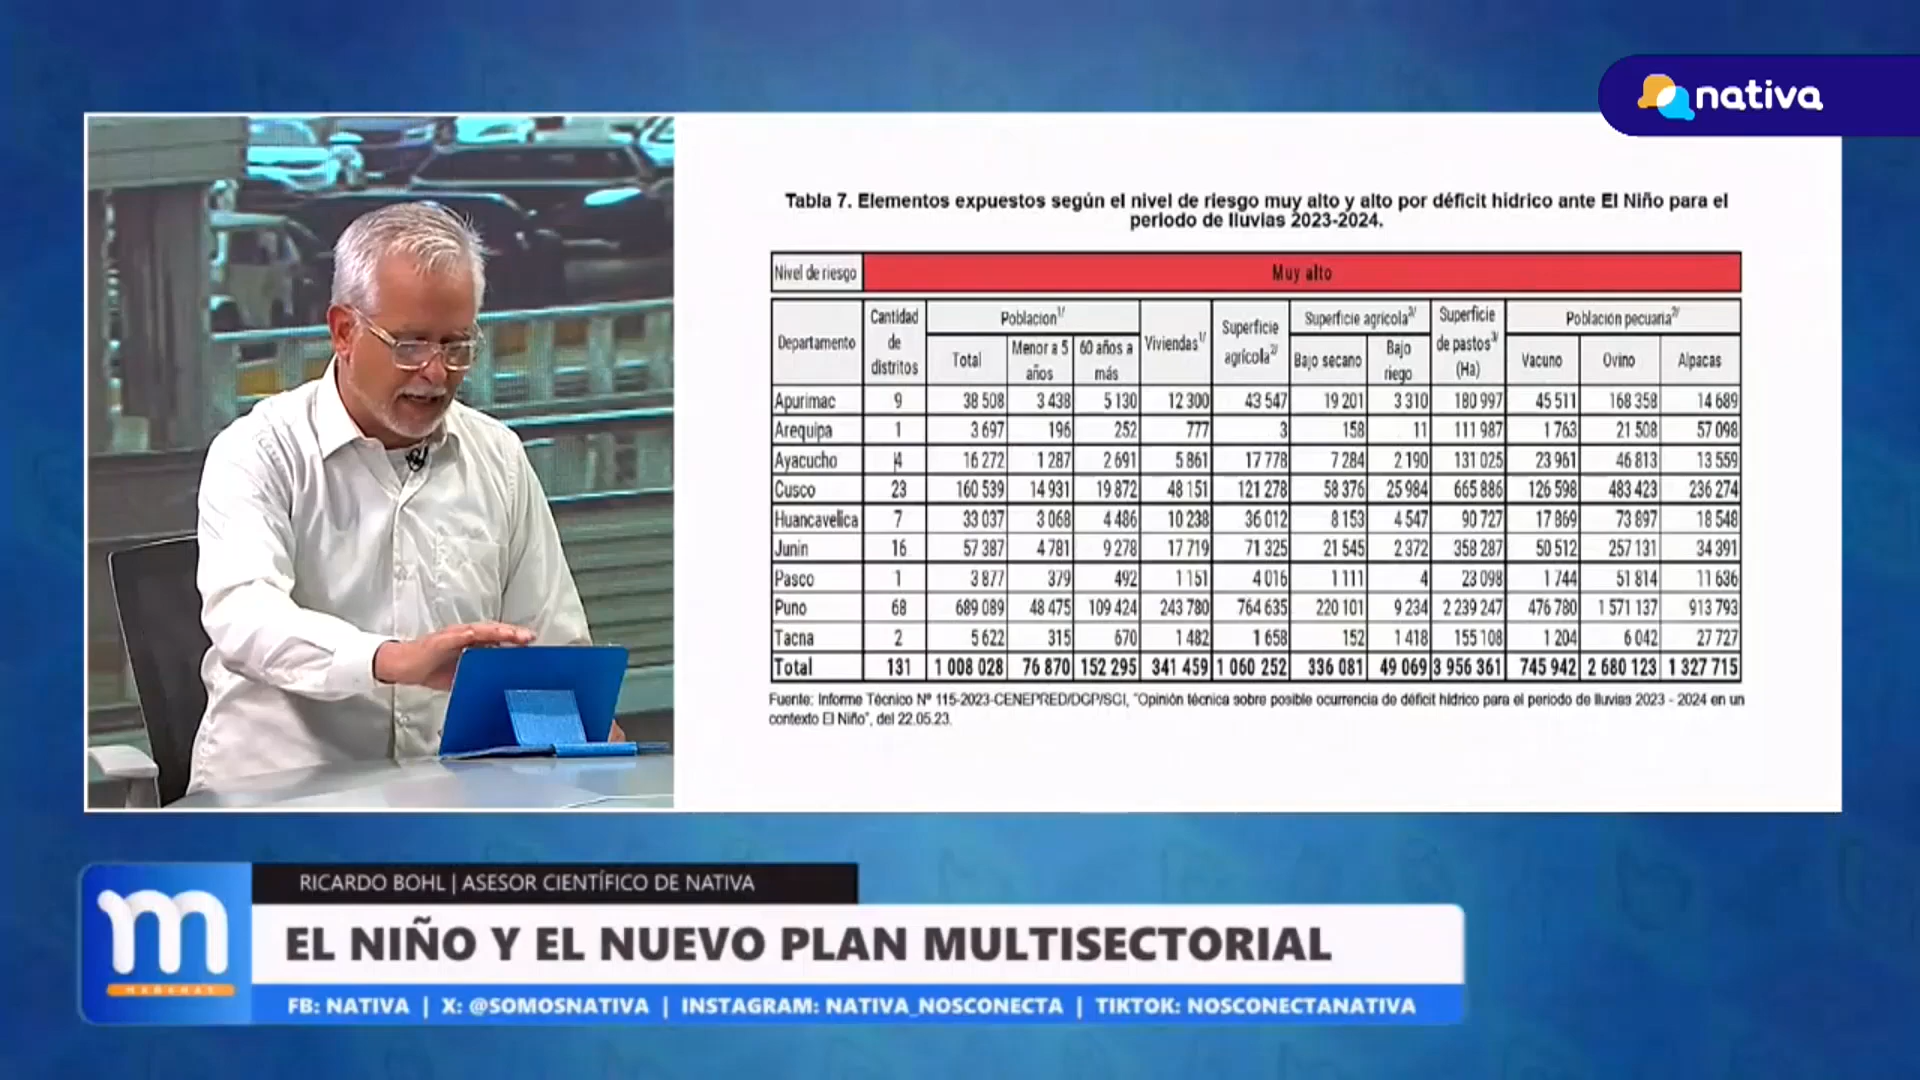 nativa
Tabla 7. Elementos expuestos según el nivel de riesgo muy alto y alto por déficit hídrico ante El Niño para el
periodo de lluvias 2023-2024.
Nivel de riesgo Muy alto
Departamento Cantidad de distritos Poblacion1/ Viviendas1/ Superficie agrícola2/ Superficie agricola2/ Superficie de pastos3/ (Ha) Poblacion pecuaria2/
Total Menor a 5 años 60 años a más Bajo secano Bajo riego Vacuno Ovino Alpacas
Apurimac 9 38 508 3 438 5 130 12 300 43 547 19 201 3 310 180 997 45 511 168 358 14 689
Arequipa 1 3 697 196 252 777 3 158 11 111 987 1 763 21 508 57 098
Ayacucho 4 16 272 1 287 2 691 5 861 17 778 7 284 2 190 131 025 23 961 46 813 13 559
Cusco 23 160 539 14 931 19 872 48 151 121 278 58 376 25 984 665 886 126 598 483 423 236 274
Huancavelica 7 33 037 3 068 4 486 10 238 36 012 8 153 4 547 90 727 17 869 73 897 18 548
Junin 16 57 387 4 781 9 278 17 719 71 325 21 545 2 372 358 287 50 512 257 131 34 391
Pasco 1 3 877 379 492 1 151 4 016 1 111 4 23 098 1 744 51 814 11 636
Puno 68 689 089 48 475 109 424 243 780 764 635 220 101 9 234 2 239 247 476 780 1 571 137 913 793
Tacna 2 5 622 315 670 1 482 1 658 152 1 418 155 108 1 204 6 042 27 727
Total 131 1 008 028 76 870 152 295 341 459 1 060 252 336 081 49 069 3 956 361 745 942 2 680 123 1 327 715
Fuente: Informe Técnico Nº 115-2023-CENEPRED/DGP/SGI, "Opinión técnica sobre posible ocurrencia de déficit hídrico para el periodo de lluvias 2023 - 2024 en un
contexto El Niño", del 22.05.23.
RICARDO BOHL | ASESOR CIENTÍFICO DE NATIVA
m
MAÑANAS
EL NIÑO Y EL NUEVO PLAN MULTISECTORIAL
FB: NATIVA | X: @SOMOSNATIVA | INSTAGRAM: NATIVA_NOSCONECTA | TIKTOK: NOSCONECTANATIVA